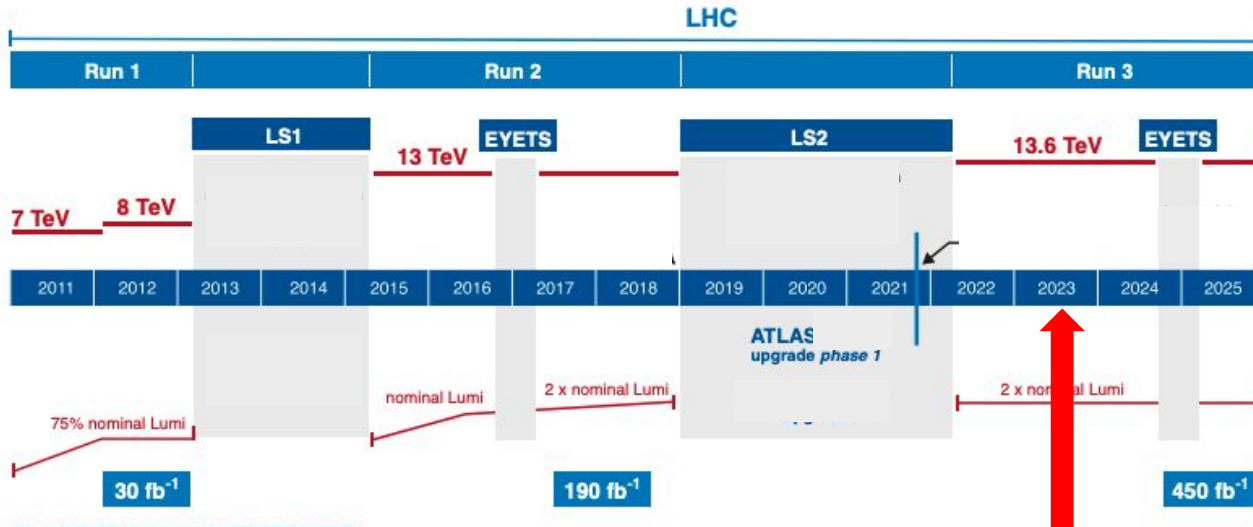 LHC
Run 1
Run 2
Run 3
LS1
EYETS
LS2
EYETS
13 TeV
13.6 TeV
7 TeV
8 TeV
2011 2012 2013 2014 2015 2016 2017 2018 2019 2020 2021 2022 2023 2024 2025
ATLAS
upgrade phase 1
75% nominal Lumi
nominal Lumi
2 x nominal Lumi
2 x Lumi
30 fb⁻¹
190 fb⁻¹
450 fb⁻¹